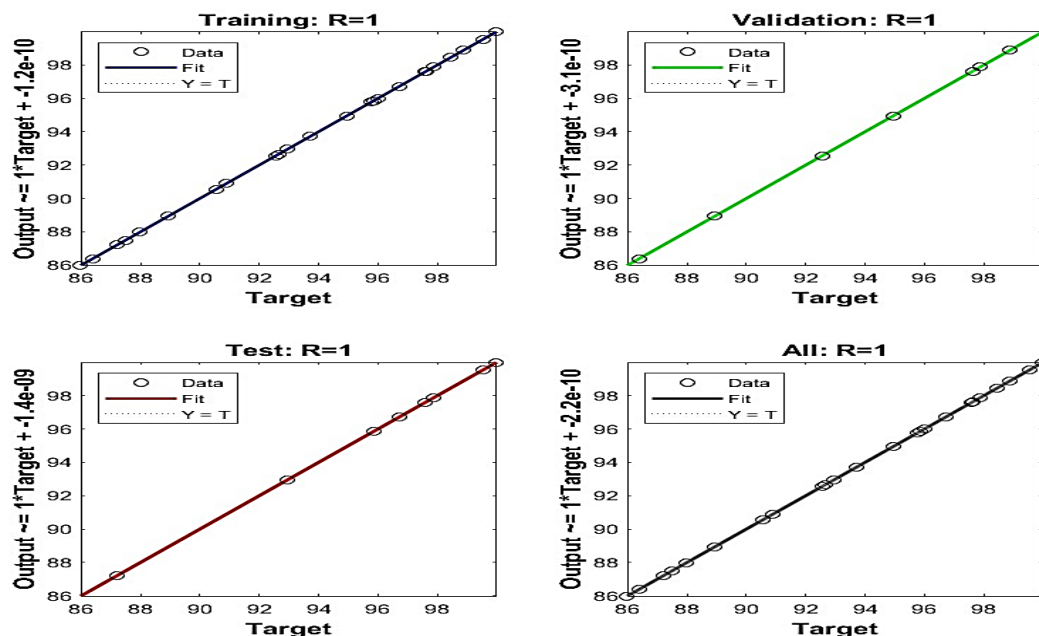 Training: R=1
Output ~= 1*Target + -1.2e-10
Data
Fit
Y = T
98
96
94
92
90
88
86
86 88 90 92 94 96 98
Target
Validation: R=1
Output ~= 1*Target + -3.1e-10
Data
Fit
Y = T
98
96
94
92
90
88
86
86 88 90 92 94 96 98
Target
Test: R=1
Output ~= 1*Target + -1.4e-09
Data
Fit
Y = T
98
96
94
92
90
88
86
86 88 90 92 94 96 98
Target
All: R=1
Output ~= 1*Target + -2.2e-10
Data
Fit
Y = T
98
96
94
92
90
88
86
86 88 90 92 94 96 98
Target